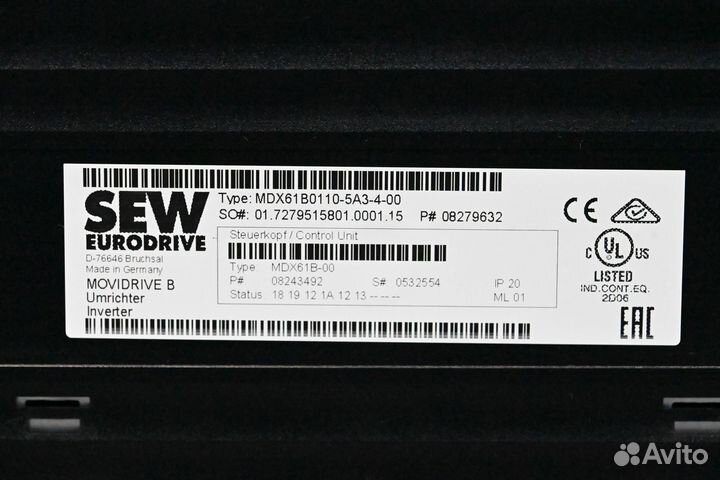 SEW
EURODRIVE
D-76646 Bruchsal
Made in Germany
MOVIDRIVE B
Umrichter
Inverter
Type: MDX61B0110-5A3-4-00
SO#: 01.7279515801.0001.15 P# 08279632
Steuerkopf / Control Unit
Type MDX61B-00
P# 08243492 S# 0532554 IP 20
Status 18 19 12 1A 12 13 -- -- -- ML 01
CE
C UL US
LISTED
IND.CONT.EQ.
2D06
EAC
Avito